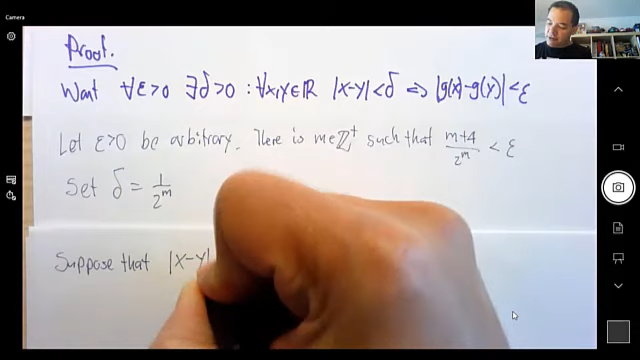 Camera
Proof.
Want ∀ε>0 ∃δ>0 : ∀x,y∈ℝ |x-y|<δ ⇒ |g(x)-g(y)|<ε
Let ε>0 be arbitrary. There is m∈ℤ⁺ such that (m+4)/2^m < ε
Set δ = 1/2^m
Suppose that |x-y|